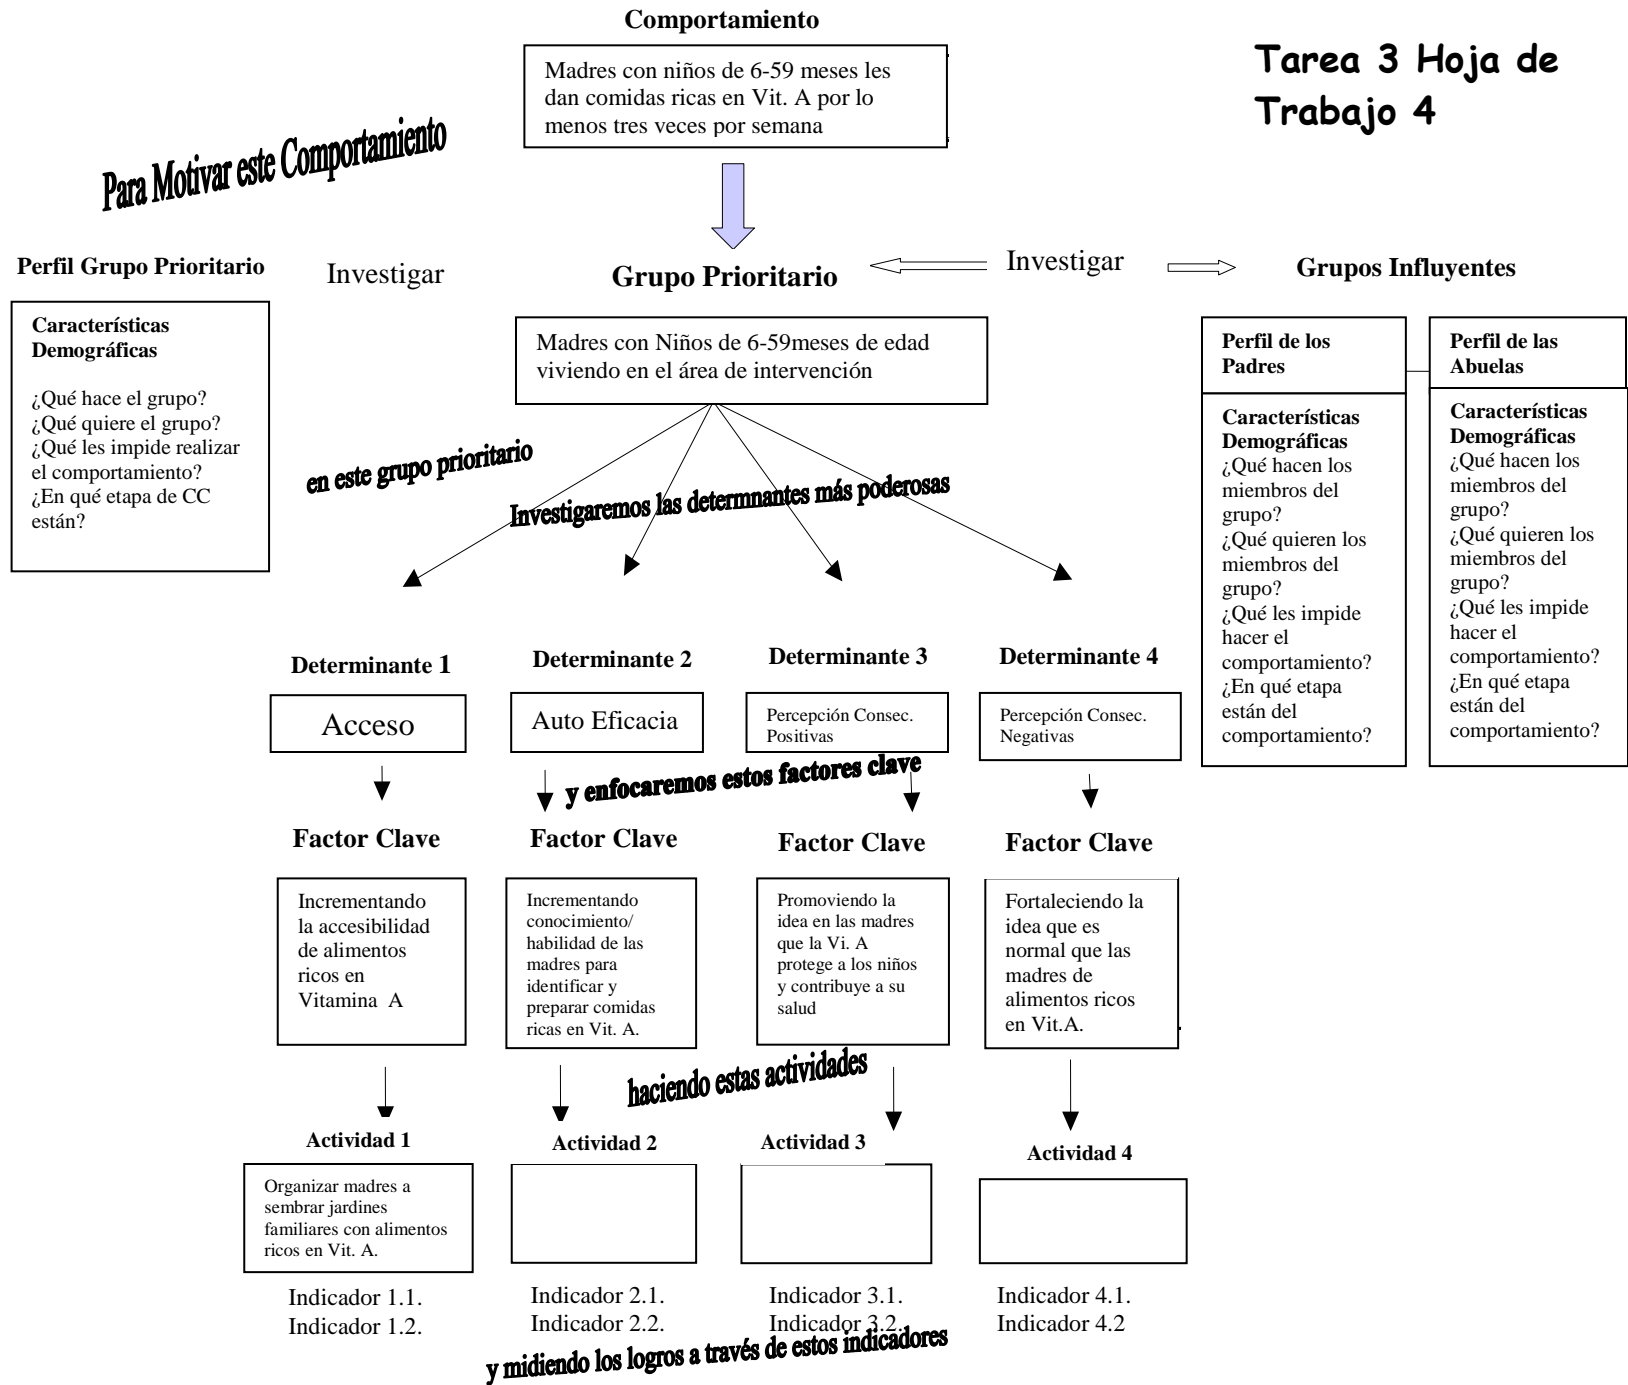 Comportamiento
Madres con niños de 6-59 meses les
dan comidas ricas en Vit. A por lo
menos tres veces por semana
Tarea 3 Hoja de
Trabajo 4
Para Motivar este Comportamiento
Perfil Grupo Prioritario
Investigar
Grupo Prioritario
Investigar
Grupos Influyentes
Características
Demográficas
¿Qué hace el grupo?
¿Qué quiere el grupo?
¿Qué les impide realizar
el comportamiento?
¿En qué etapa de CC
están?
Madres con Niños de 6-59meses de edad
viviendo en el área de intervención
Perfil de los
Padres
Características
Demográficas
¿Qué hacen los
miembros del
grupo?
¿Qué quieren los
miembros del
grupo?
¿Qué les impide
hacer el
comportamiento?
¿En qué etapa
están del
comportamiento?
Perfil de las
Abuelas
Características
Demográficas
¿Qué hacen los
miembros del
grupo?
¿Qué quieren los
miembros del
grupo?
¿Qué les impide
hacer el
comportamiento?
¿En qué etapa
están del
comportamiento?
en este grupo prioritario
Investigaremos las determnantes más poderosas
Determinante 1
Determinante 2
Determinante 3
Determinante 4
Acceso
Auto Eficacia
Percepción Consec.
Positivas
Percepción Consec.
Negativas
y enfocaremos estos factores clave
Factor Clave
Factor Clave
Factor Clave
Factor Clave
Incrementando
la accesibilidad
de alimentos
ricos en
Vitamina A
Incrementando
conocimiento/
habilidad de las
madres para
identificar y
preparar comidas
ricas en Vit. A.
Promoviendo la
idea en las madres
que la Vi. A
protege a los niños
y contribuye a su
salud
Fortaleciendo la
idea que es
normal que las
madres de
alimentos ricos
en Vit.A.
haciendo estas actividades
Actividad 1
Actividad 2
Actividad 3
Actividad 4
Organizar madres a
sembrar jardines
familiares con alimentos
ricos en Vit. A.
Indicador 1.1.
Indicador 1.2.
Indicador 2.1.
Indicador 2.2.
Indicador 3.1.
Indicador 3.2.
Indicador 4.1.
Indicador 4.2
y midiendo los logros a través de estos indicadores